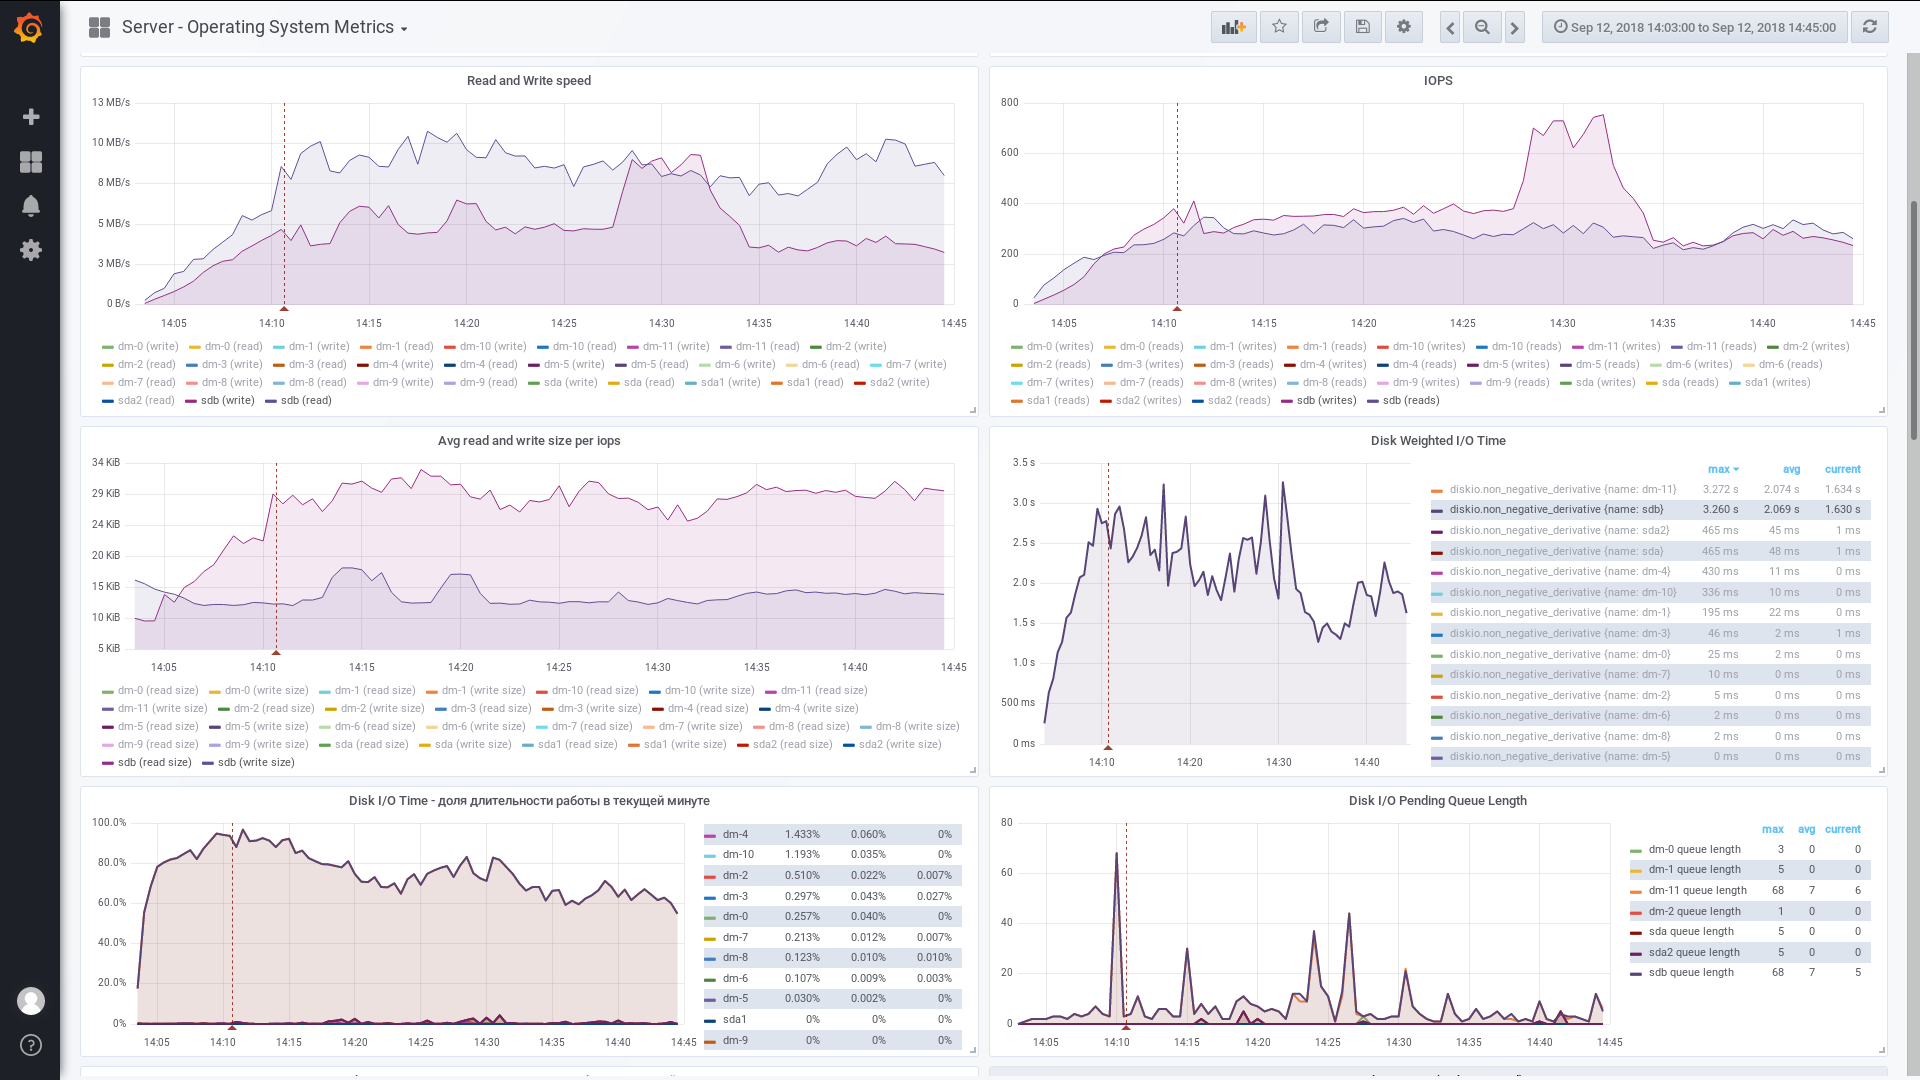 Server - Operating System Metrics
Sep 12, 2018 14:03:00 to Sep 12, 2018 14:45:00
Read and Write speed
13 MB/s
10 MB/s
8 MB/s
5 MB/s
3 MB/s
0 B/s
14:05 14:10 14:15 14:20 14:25 14:30 14:35 14:40 14:45
dm-0 (write) dm-0 (read) dm-1 (write) dm-1 (read) dm-10 (write) dm-10 (read) dm-11 (write) dm-11 (read) dm-2 (write)
dm-2 (read) dm-3 (write) dm-3 (read) dm-4 (write) dm-4 (read) dm-5 (write) dm-5 (read) dm-6 (write) dm-6 (read) dm-7 (write)
dm-7 (read) dm-8 (write) dm-8 (read) dm-9 (write) dm-9 (read) sda (write) sda (read) sda1 (write) sda1 (read) sda2 (write)
sda2 (read) sdb (write) sdb (read)
IOPS
800
600
400
200
0
14:05 14:10 14:15 14:20 14:25 14:30 14:35 14:40 14:45
dm-0 (writes) dm-0 (reads) dm-1 (writes) dm-1 (reads) dm-10 (writes) dm-10 (reads) dm-11 (writes) dm-11 (reads) dm-2 (writes)
dm-2 (reads) dm-3 (writes) dm-3 (reads) dm-4 (writes) dm-4 (reads) dm-5 (writes) dm-5 (reads) dm-6 (writes) dm-6 (reads)
dm-7 (writes) dm-7 (reads) dm-8 (writes) dm-8 (reads) dm-9 (writes) dm-9 (reads) sda (writes) sda (reads) sda1 (writes)
sda1 (reads) sda2 (writes) sda2 (reads) sdb (writes) sdb (reads)
Avg read and write size per iops
34 KiB
29 KiB
24 KiB
20 KiB
15 KiB
10 KiB
5 KiB
14:05 14:10 14:15 14:20 14:25 14:30 14:35 14:40 14:45
dm-0 (read size) dm-0 (write size) dm-1 (read size) dm-1 (write size) dm-10 (read size) dm-10 (write size) dm-11 (read size)
dm-11 (write size) dm-2 (read size) dm-2 (write size) dm-3 (read size) dm-3 (write size) dm-4 (read size) dm-4 (write size)
dm-5 (read size) dm-5 (write size) dm-6 (read size) dm-6 (write size) dm-7 (read size) dm-7 (write size) dm-8 (read size) dm-8 (write size)
dm-9 (read size) dm-9 (write size) sda (read size) sda (write size) sda1 (read size) sda1 (write size) sda2 (read size) sda2 (write size)
sdb (read size) sdb (write size)
Disk Weighted I/O Time
3.5 s
3.0 s
2.5 s
2.0 s
1.5 s
1.0 s
500 ms
0 ms
14:10 14:20 14:30 14:40
max avg current
diskio.non_negative_derivative {name: dm-11} 3.272 s 2.074 s 1.634 s
diskio.non_negative_derivative {name: sdb} 3.260 s 2.069 s 1.630 s
diskio.non_negative_derivative {name: sda2} 465 ms 45 ms 1 ms
diskio.non_negative_derivative {name: sda} 465 ms 48 ms 1 ms
diskio.non_negative_derivative {name: dm-4} 430 ms 11 ms 0 ms
diskio.non_negative_derivative {name: dm-10} 336 ms 10 ms 0 ms
diskio.non_negative_derivative {name: dm-1} 195 ms 22 ms 0 ms
diskio.non_negative_derivative {name: dm-3} 46 ms 2 ms 1 ms
diskio.non_negative_derivative {name: dm-0} 25 ms 2 ms 0 ms
diskio.non_negative_derivative {name: dm-7} 10 ms 0 ms 0 ms
diskio.non_negative_derivative {name: dm-2} 5 ms 0 ms 0 ms
diskio.non_negative_derivative {name: dm-6} 2 ms 0 ms 0 ms
diskio.non_negative_derivative {name: dm-8} 2 ms 0 ms 0 ms
diskio.non_negative_derivative {name: dm-5} 0 ms 0 ms 0 ms
Disk I/O Time - доля длительности работы в текущей минуте
100.0%
80.0%
60.0%
40.0%
20.0%
0%
14:05 14:10 14:15 14:20 14:25 14:30 14:35 14:40 14:45
dm-4 1.433% 0.060% 0%
dm-10 1.193% 0.035% 0%
dm-2 0.510% 0.022% 0.007%
dm-3 0.297% 0.043% 0.027%
dm-0 0.257% 0.040% 0%
dm-7 0.213% 0.012% 0.007%
dm-8 0.123% 0.010% 0.010%
dm-6 0.107% 0.009% 0.003%
dm-5 0.030% 0.002% 0%
sda1 0% 0% 0%
dm-9 0% 0% 0%
Disk I/O Pending Queue Length
80
60
40
20
0
14:05 14:10 14:15 14:20 14:25 14:30 14:35 14:40 14:45
max avg current
dm-0 queue length 3 0 0
dm-1 queue length 5 0 0
dm-11 queue length 68 7 6
dm-2 queue length 1 0 0
sda queue length 5 0 0
sda2 queue length 5 0 0
sdb queue length 68 7 5